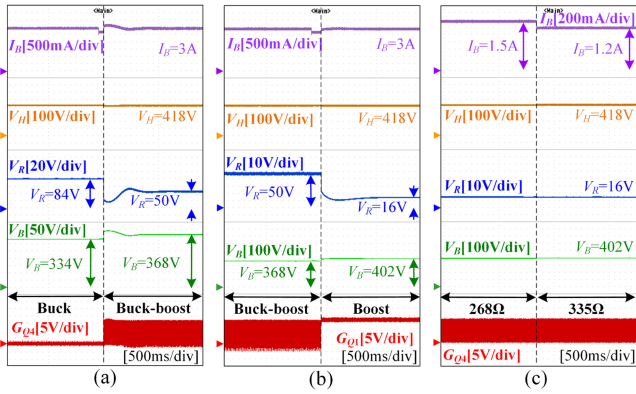 <Main>
I_B[500mA/div]
I_B=3A
V_H[100V/div]
V_H=418V
V_R[20V/div]
V_R=84V
V_R=50V
V_B[50V/div]
V_B=334V
V_B=368V
Buck
Buck-boost
G_Q4[5V/div]
[500ms/div]
(a)
<Main>
I_B[500mA/div]
I_B=3A
V_H[100V/div]
V_H=418V
V_R[10V/div]
V_R=50V
V_R=16V
V_B[100V/div]
V_B=368V
V_B=402V
Buck-boost
Boost
G_Q1[5V/div]
[500ms/div]
(b)
<Main>
I_B[200mA/div]
I_B=1.5A
I_B=1.2A
V_H[100V/div]
V_H=418V
V_R[10V/div]
V_R=16V
V_B[100V/div]
V_B=402V
268Ω
335Ω
G_Q4[5V/div]
[500ms/div]
(c)